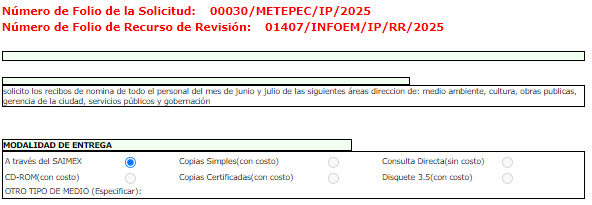 Número de Folio de la Solicitud: 00030/METEPEC/IP/2025
Número de Folio de Recurso de Revisión: 01407/INFOEM/IP/RR/2025
solicito los recibos de nomina de todo el personal del mes de junio y julio de las siguientes áreas direccion de: medio ambiente, cultura, obras publicas,
gerencia de la ciudad, servicios públicos y gobernación
MODALIDAD DE ENTREGA
A través del SAIMEX Copias Simples(con costo) Consulta Directa(sin costo)
CD-ROM(con costo) Copias Certificadas(con costo) Disquete 3.5(con costo)
OTRO TIPO DE MEDIO (Especificar):